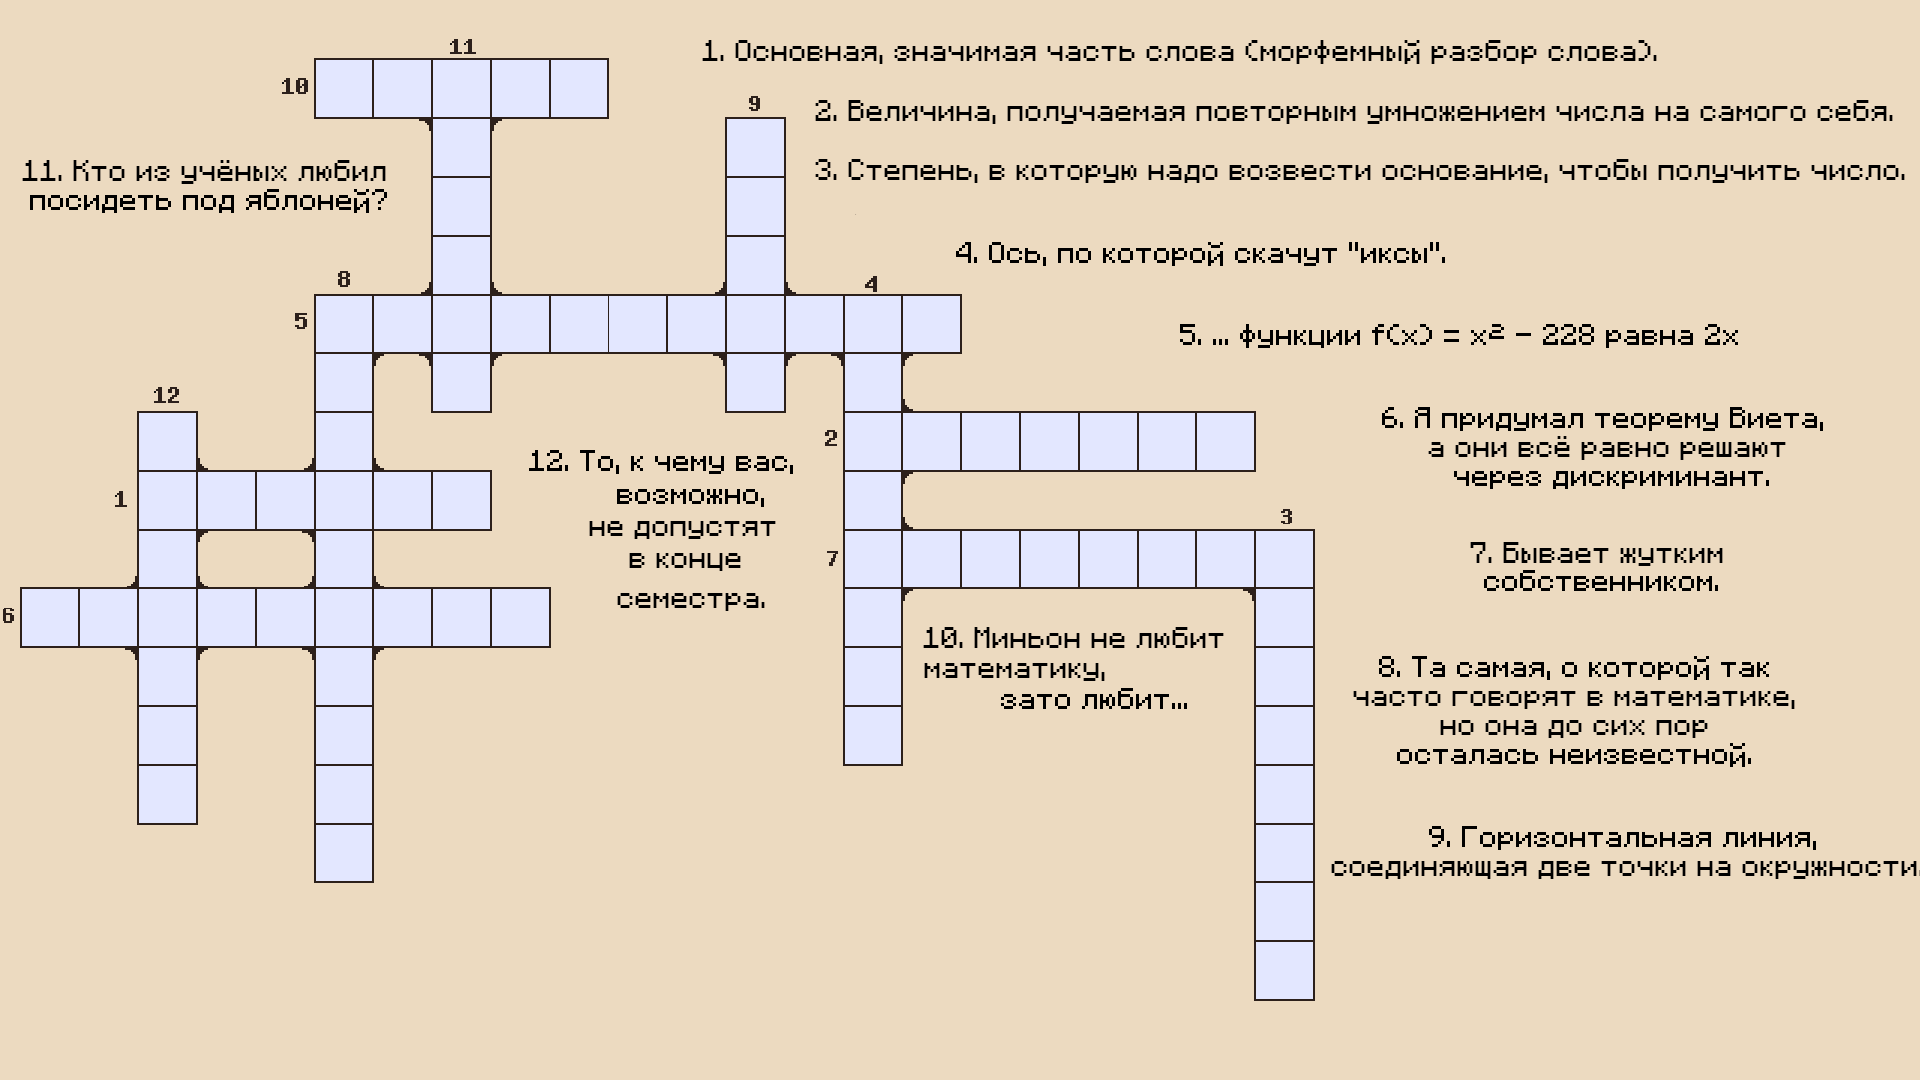 11
1. Основная, значимая часть слова (морфемный разбор слова).
10
9
2. Величина, получаемая повторным умножением числа на самого себя.
11. Кто из учёных любил
посидеть под яблоней?
3. Степень, в которую надо возвести основание, чтобы получить число.
4. Ось, по которой скачут "иксы".
8
4
5
5. ... функции f(x) = x² - 228 равна 2x
12
6. Я придумал теорему Виета,
а они всё равно решают
через дискриминант.
2
12. То, к чему вас,
возможно,
не допустят
в конце
семестра.
1
3
7
7. Бывает жутким
собственником.
6
10. Миньон не любит
математику,
зато любит...
8. Та самая, о которой так
часто говорят в математике,
но она до сих пор
осталась неизвестной.
9. Горизонтальная линия,
соединяющая две точки на окружности.